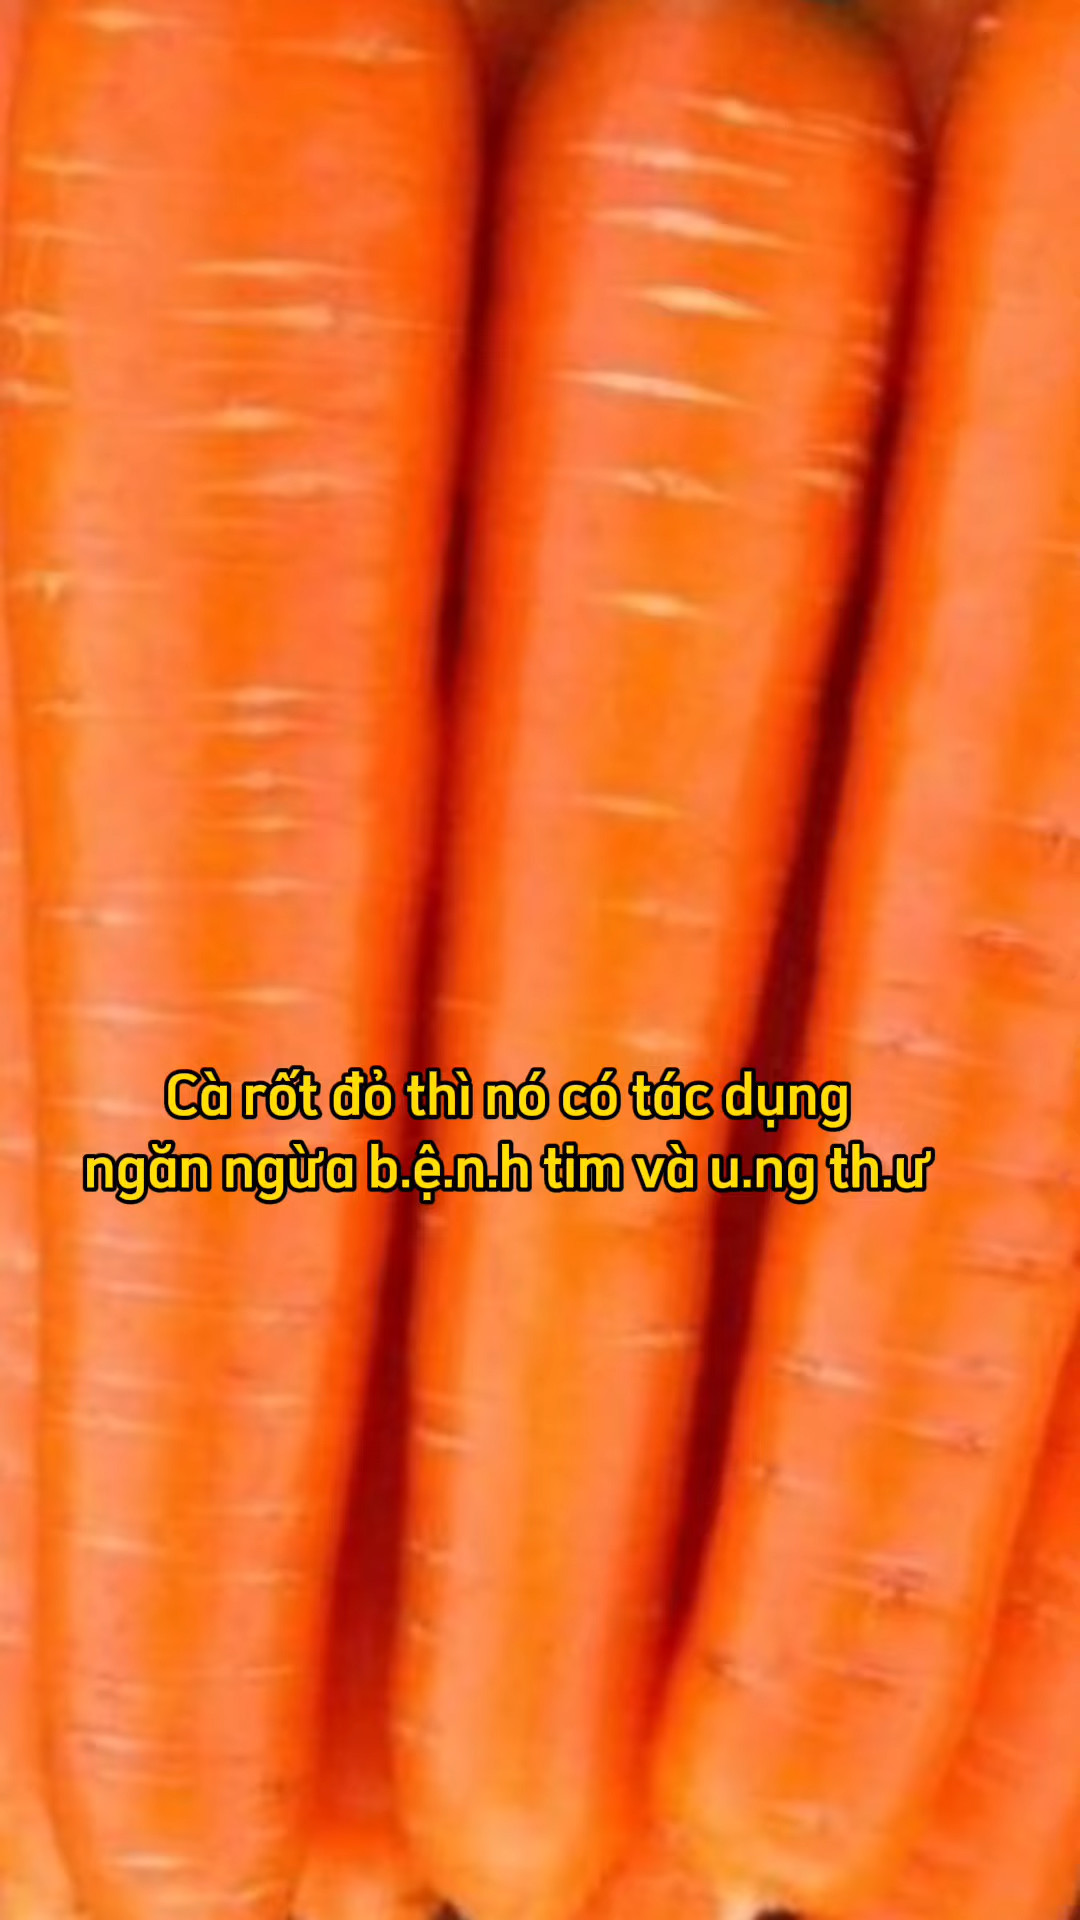 Cà rốt đỏ thì nó có tác dụng
ngăn ngừa b.ệ.n.h tim và u.ng th.ư